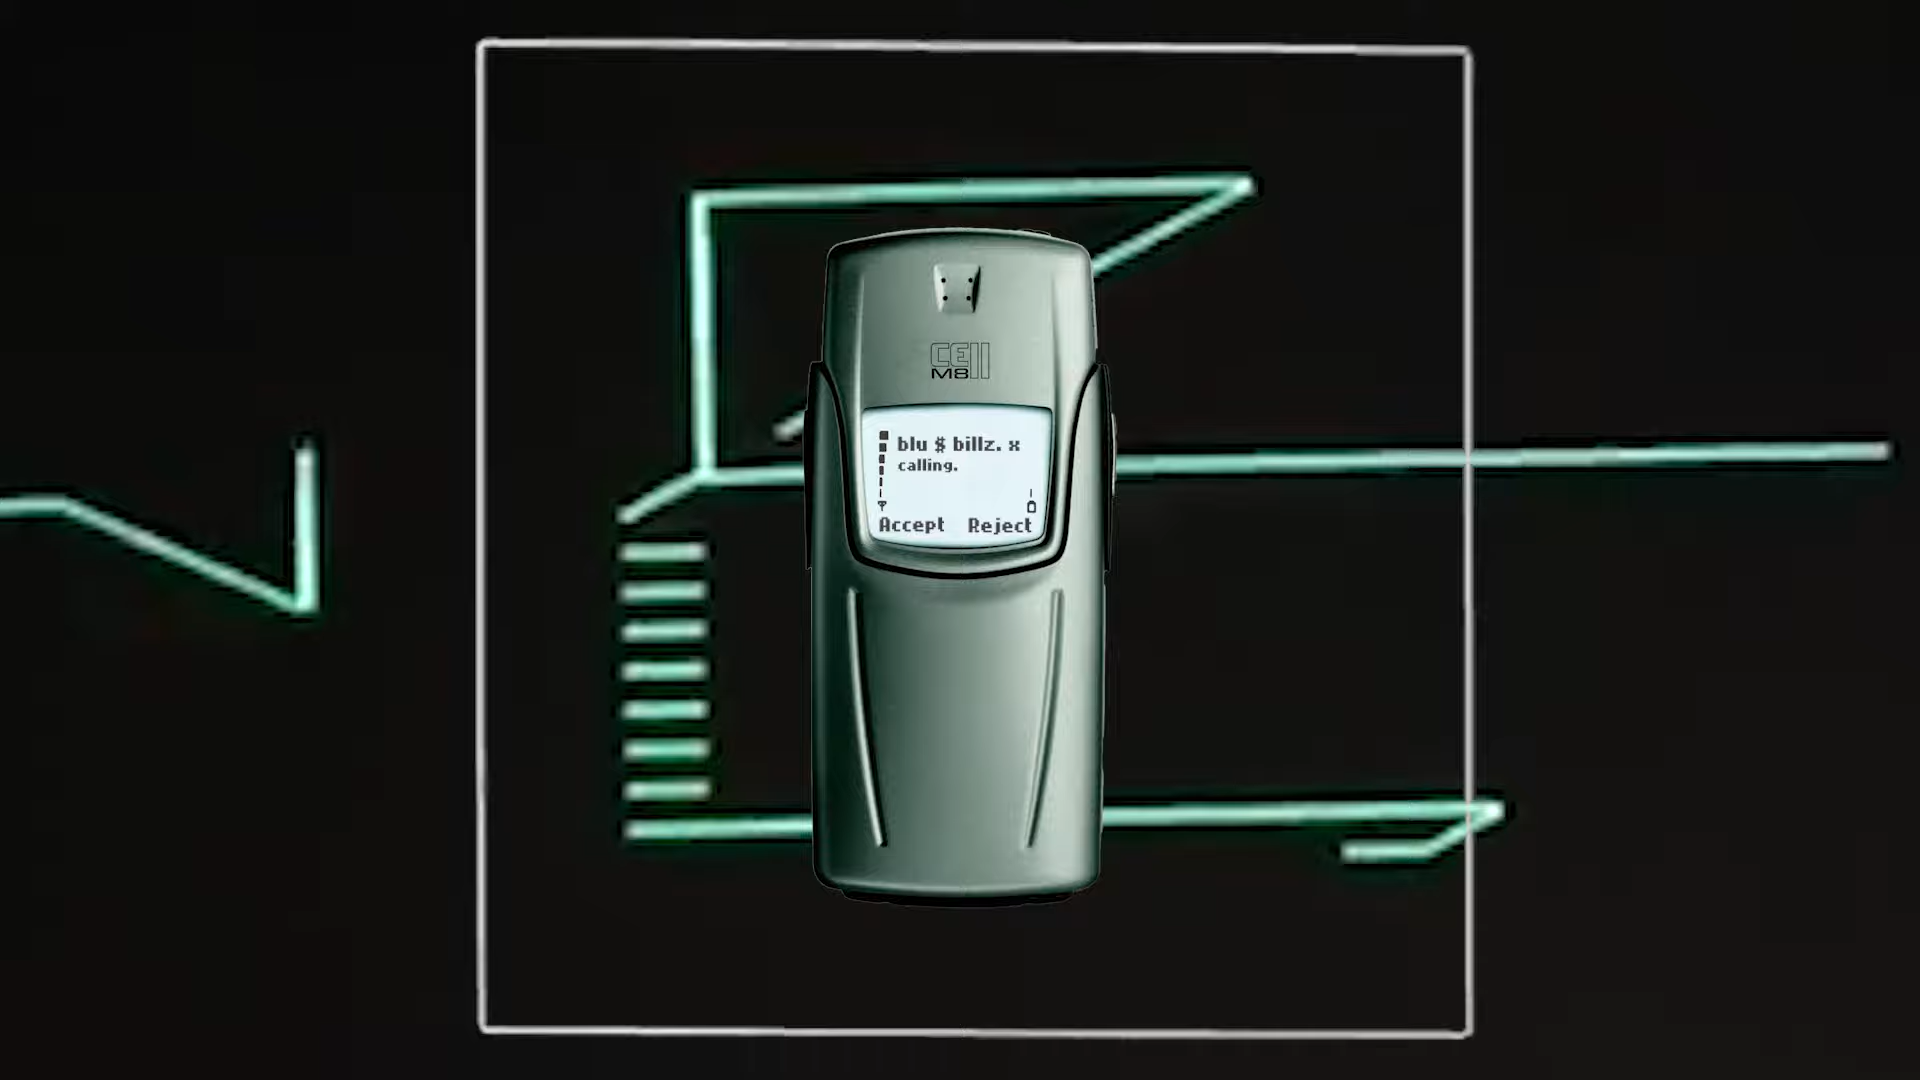 CEll
M8
blu $ billz. x
calling.
Accept Reject